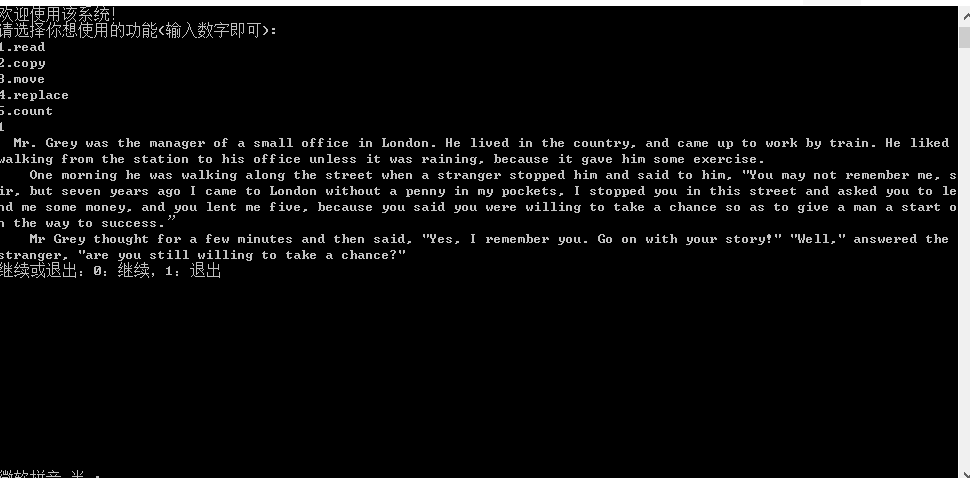 欢迎使用该系统!
请选择你想使用的功能(输入数字即可):
1.read
2.copy
3.move
4.replace
5.count
1
Mr. Grey was the manager of a small office in London. He lived in the country, and came up to work by train. He liked
walking from the station to his office unless it was raining, because it gave him some exercise.
One morning he was walking along the street when a stranger stopped him and said to him, "You may not remember me, s
ir, but seven years ago I came to London without a penny in my pockets, I stopped you in this street and asked you to le
nd me some money, and you lent me five, because you said you were willing to take a chance so as to give a man a start o
n the way to success.”
Mr Grey thought for a few minutes and then said, "Yes, I remember you. Go on with your story!" "Well," answered the
stranger, "are you still willing to take a chance?"
继续或退出: 0: 继续, 1: 退出
微软拼音 半 :